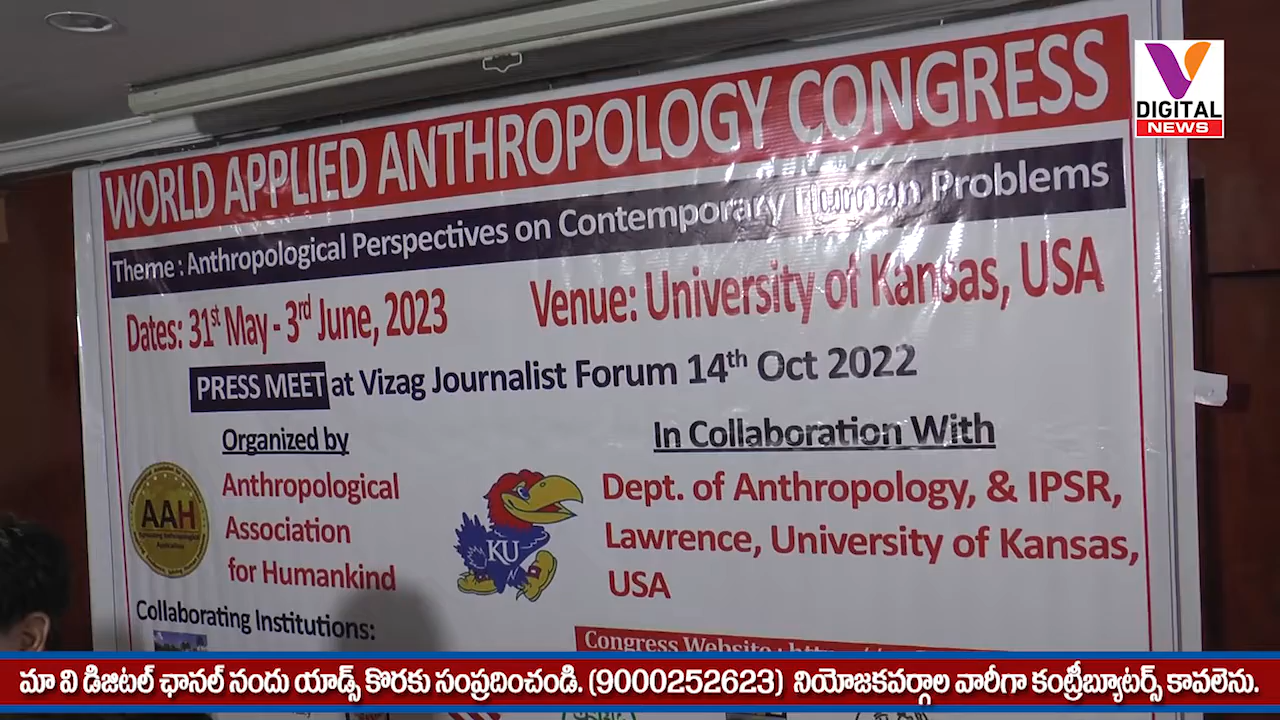 WORLD APPLIED ANTHROPOLOGY CONGRESS
Theme : Anthropological Perspectives on Contemporary Human Problems
Dates: 31st May - 3rd June, 2023
Venue: University of Kansas, USA
PRESS MEET at Vizag Journalist Forum 14th Oct 2022
Organized by
Anthropological
Association
for Humankind
AAH
In Collaboration With
KU
Dept. of Anthropology, & IPSR,
Lawrence, University of Kansas,
USA
Collaborating Institutions:
Congress Website :
V
DIGITAL
NEWS
మా వి డిజిటల్ ఛానల్ నందు యాడ్స్ కొరకు సంప్రదించండి. (9000252623) నియోజకవర్గాల వారీగా కంట్రీబ్యూటర్స్ కావలెను.